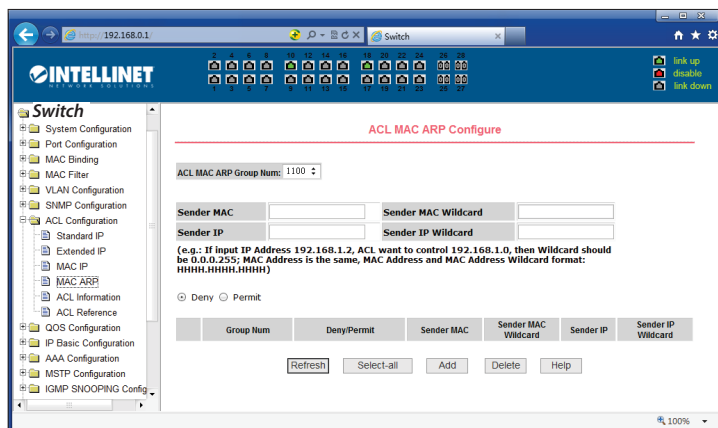 http://192.168.0.1/
Switch
INTELLINET
NETWORK SOLUTIONS
2 4 6 8 10 12 14 16 18 20 22 24 26 28
1 3 5 7 9 11 13 15 17 19 21 23 25 27
link up
disable
link down
Switch
System Configuration
Port Configuration
MAC Binding
MAC Filter
VLAN Configuration
SNMP Configuration
ACL Configuration
Standard IP
Extended IP
MAC IP
MAC ARP
ACL Information
ACL Reference
QOS Configuration
IP Basic Configuration
AAA Configuration
MSTP Configuration
IGMP SNOOPING Config
ACL MAC ARP Configure
ACL MAC ARP Group Num: 1100
Sender MAC Sender MAC Wildcard
Sender IP Sender IP Wildcard
(e.g.: If input IP Address 192.168.1.2, ACL want to control 192.168.1.0, then Wildcard should
be 0.0.0.255; MAC Address is the same, MAC Address and MAC Address Wildcard format:
HHHH.HHHH.HHHH)
Deny Permit
Group Num Deny/Permit Sender MAC Sender MAC Wildcard Sender IP Sender IP Wildcard
Refresh Select-all Add Delete Help
100%